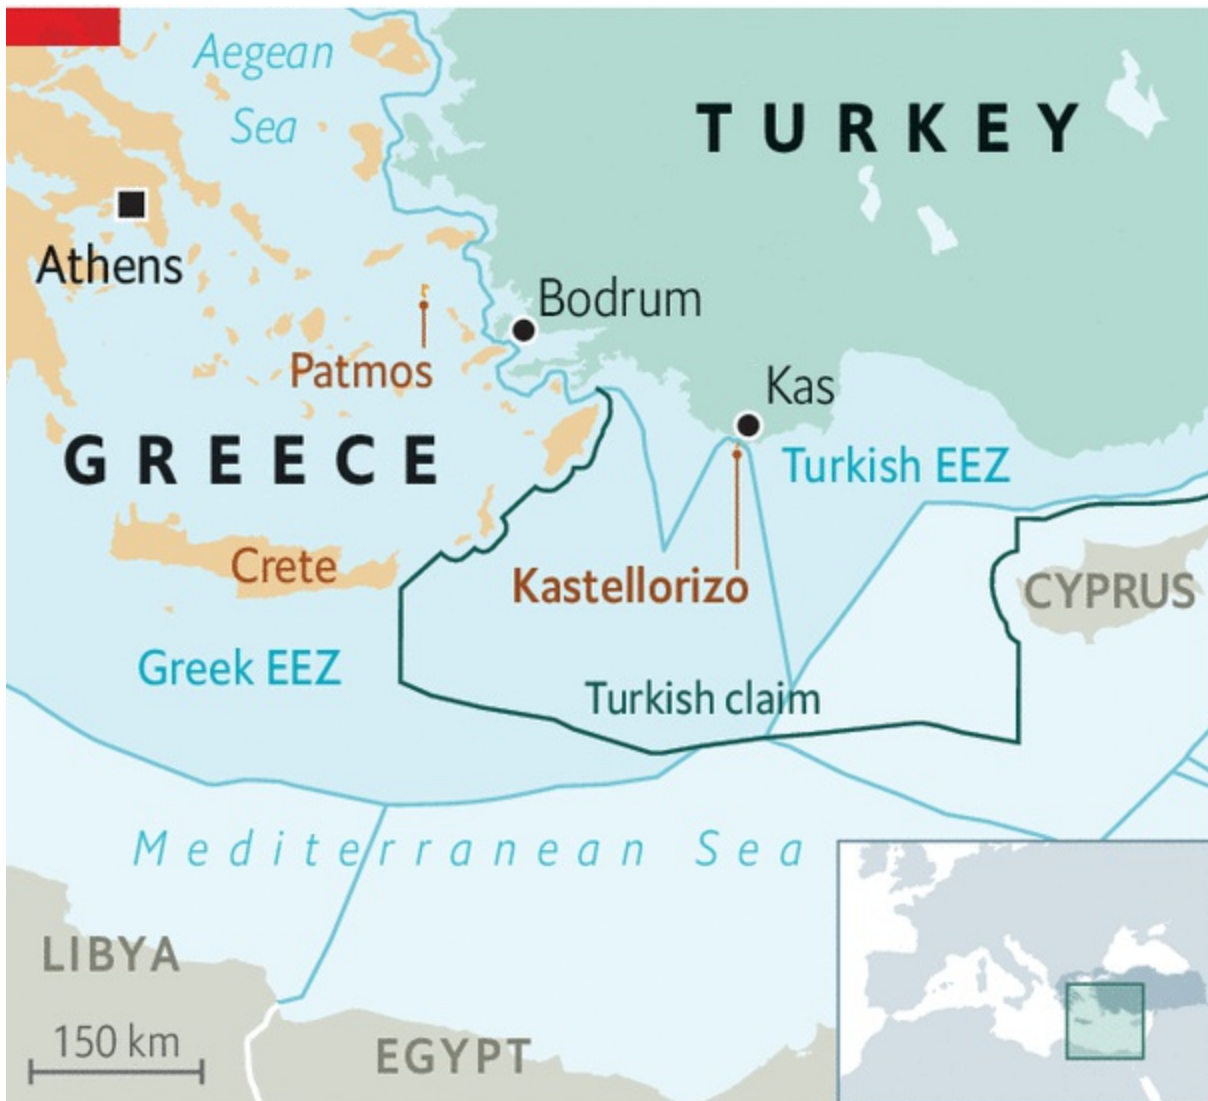 Aegean
Sea
TURKEY
Athens
Bodrum
Patmos
Kas
GREECE
Turkish EEZ
Crete
Kastellorizo
CYPRUS
Greek EEZ
Turkish claim
Mediterranean Sea
LIBYA
150 km
EGYPT